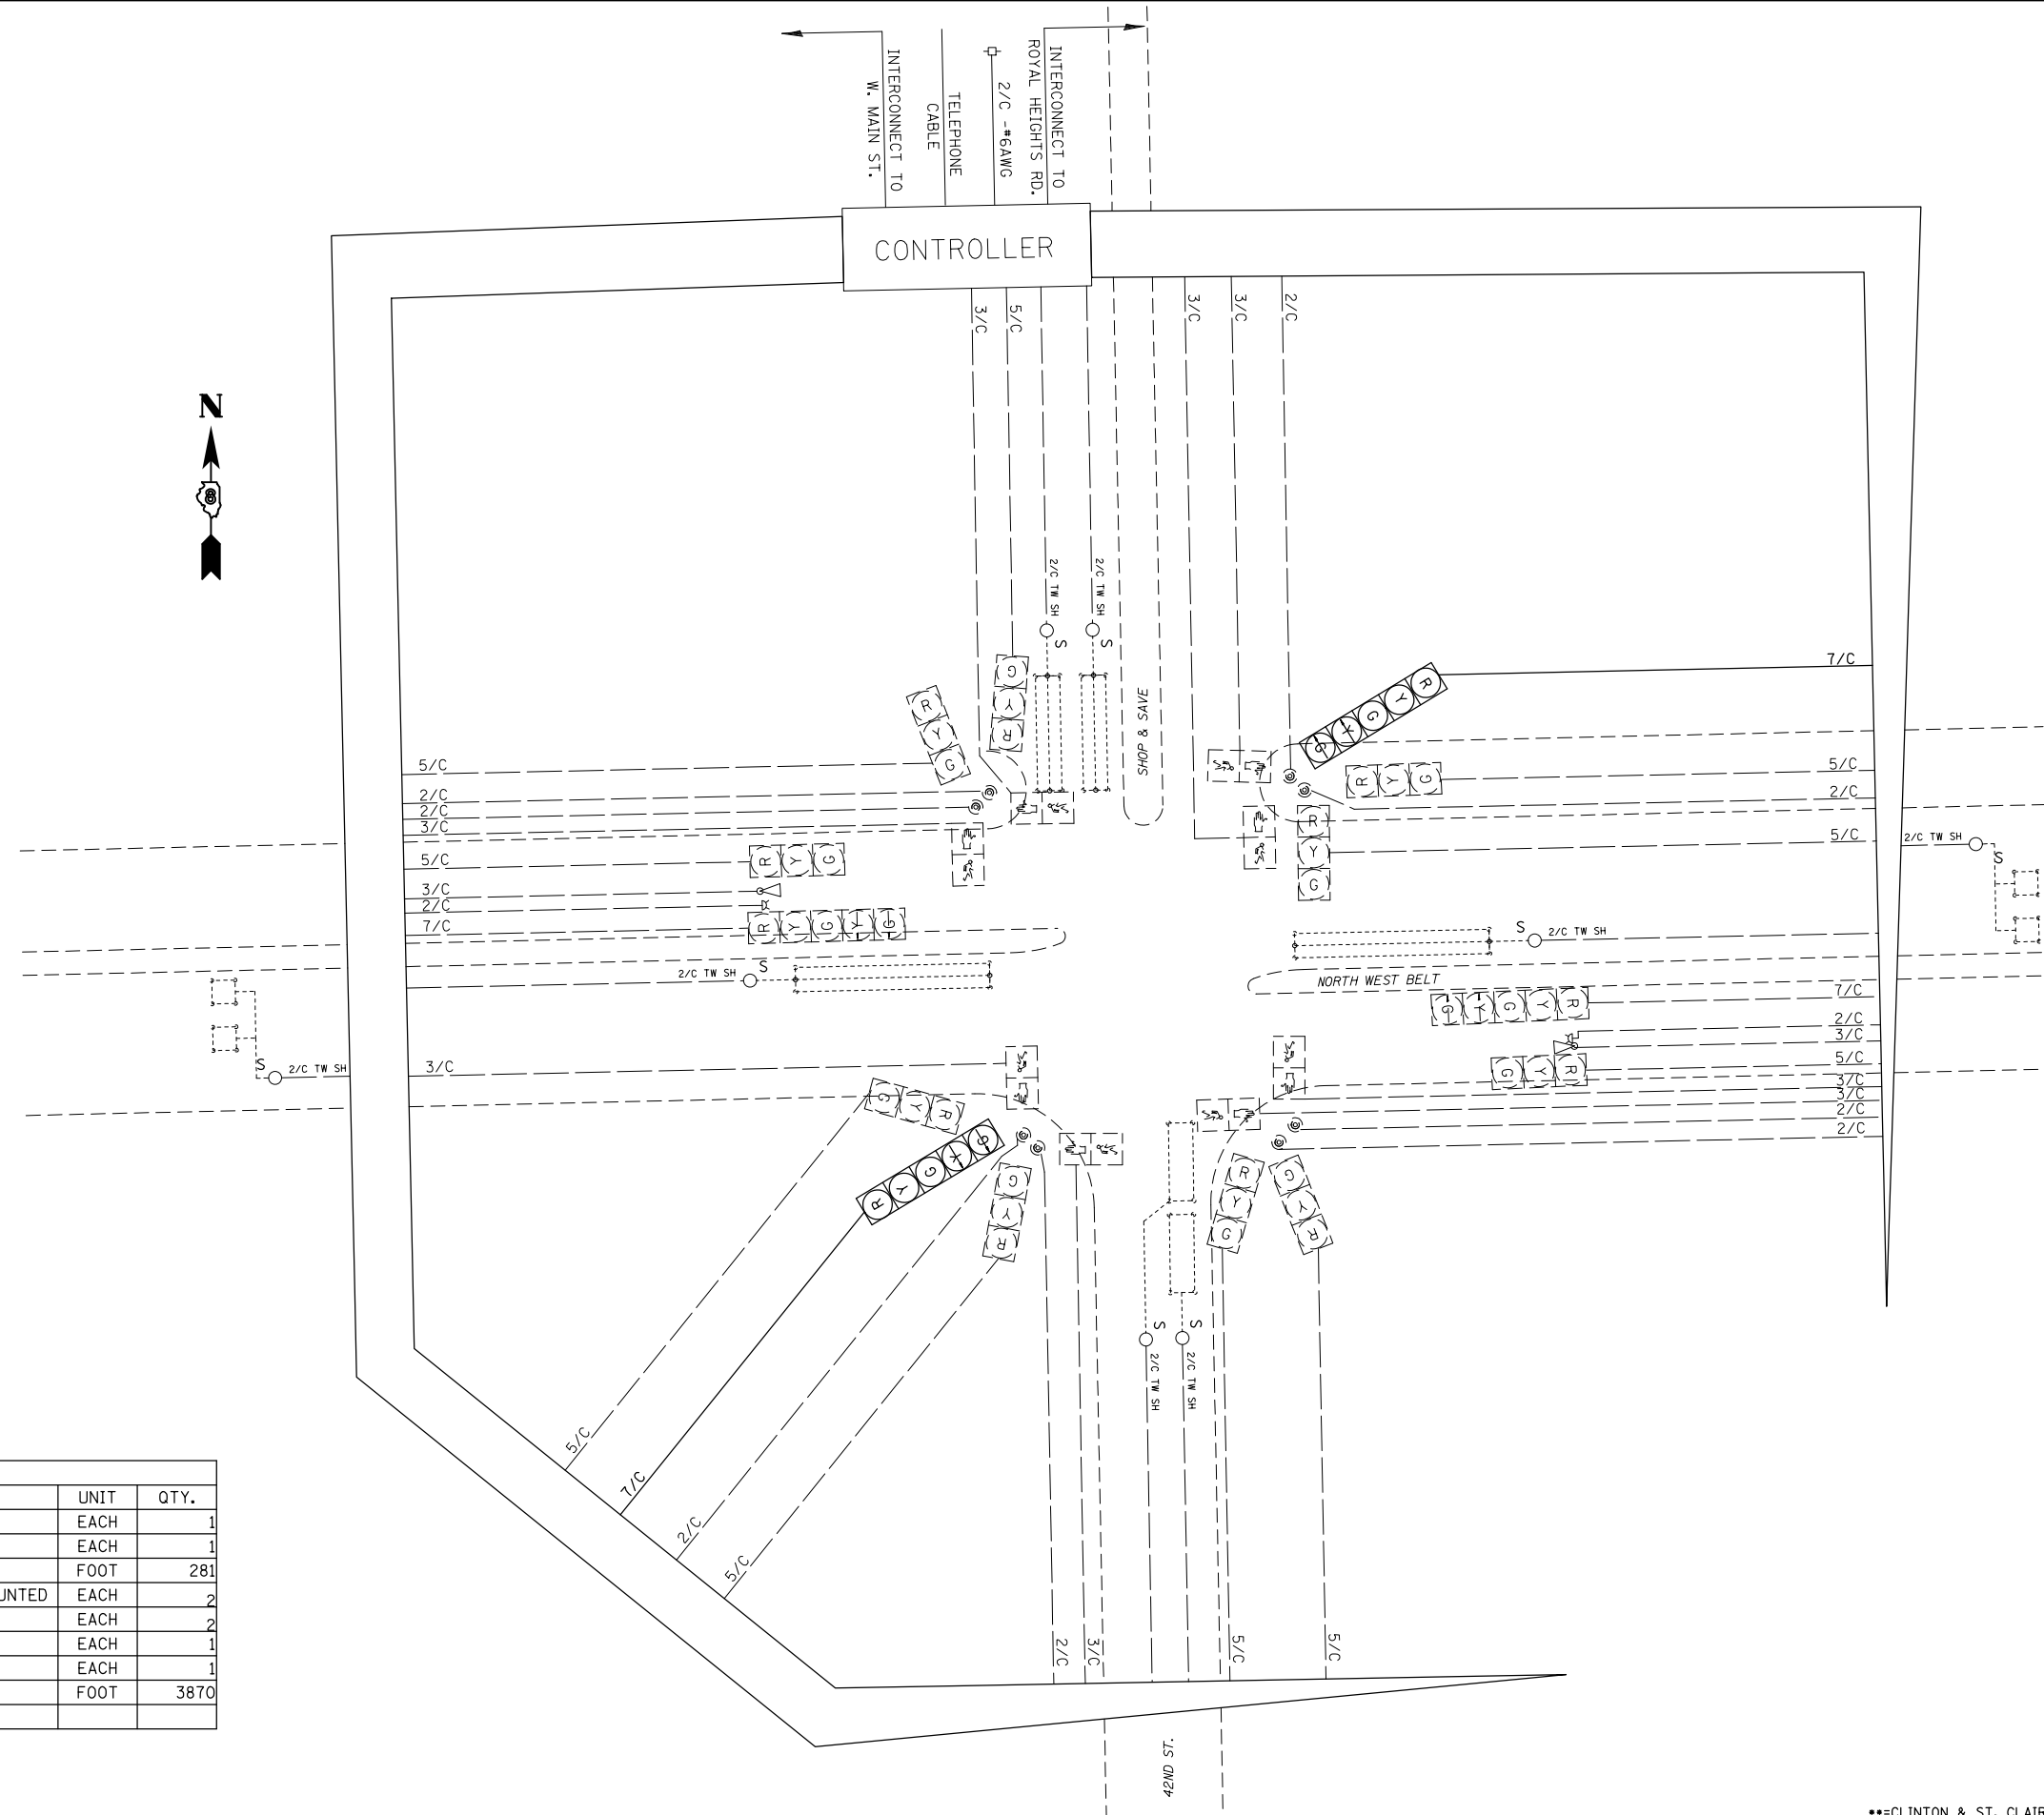 INTERCONNECT TO
W. MAIN ST.
TELEPHONE
CABLE
2/C -#6AWG
INTERCONNECT TO
ROYAL HEIGHTS RD.
CONTROLLER
3/C
5/C
3/C
3/C
2/C
N
8
2/C TW SH
2/C TW SH
S
S
SHOP & SAVE
G
Y
R
R
Y
G
R
Y
G
Y
G
7/C
5/C
2/C
2/C
3/C
5/C
3/C
2/C
7/C
R Y G
R Y G Y G
R Y G
5/C
2/C
R
Y
G
5/C
2/C TW SH
S
S
2/C TW SH
2/C TW SH
S
NORTH WEST BELT
G Y G Y R
7/C
2/C
3/C
G Y R
5/C
3/C
3/C
2/C
2/C
S
2/C TW SH
3/C
G Y R
R Y G Y G
G
Y
R
R
Y
G
G
Y
R
S
S
2/C TW SH
2/C TW SH
5/C
7/C
2/C
5/C
2/C
3/C
5/C
5/C
42ND ST.
UNIT QTY.
EACH 1
EACH 1
FOOT 281
UNTED EACH 2
EACH 2
EACH 1
EACH 1
FOOT 3870
**=CLINTON & ST. CLAIR